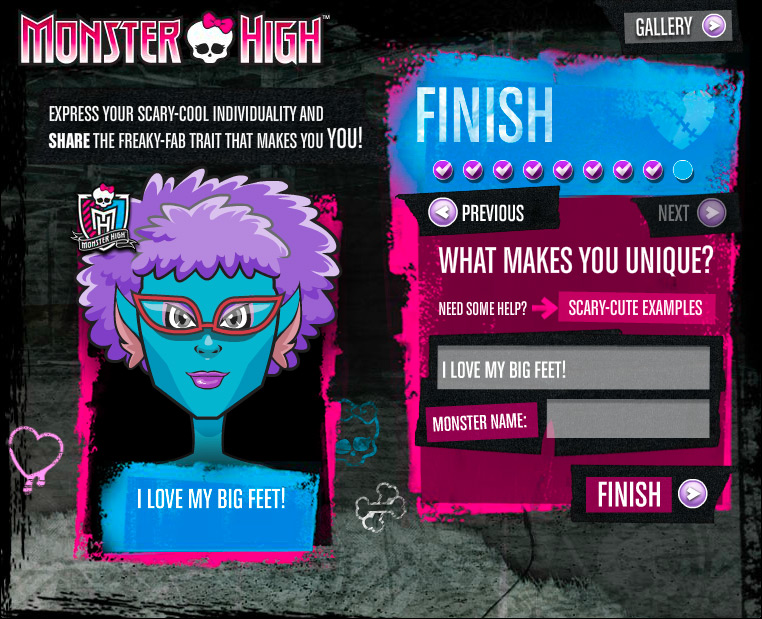 MONSTER HIGH™
GALLERY
EXPRESS YOUR SCARY-COOL INDIVIDUALITY AND
SHARE THE FREAKY-FAB TRAIT THAT MAKES YOU YOU!
MONSTER HIGH
I LOVE MY BIG FEET!
FINISH
PREVIOUS
NEXT
WHAT MAKES YOU UNIQUE?
NEED SOME HELP? SCARY-CUTE EXAMPLES
I LOVE MY BIG FEET!
MONSTER NAME:
FINISH